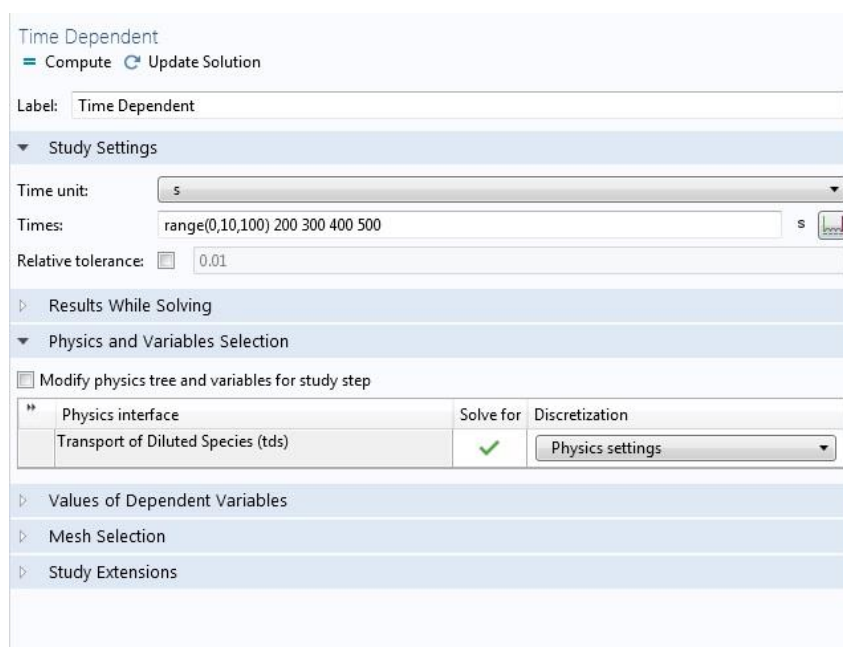 Time Dependent
= Compute Update Solution
Label: Time Dependent
Study Settings
Time unit: s
Times: range(0,10,100) 200 300 400 500 s
Relative tolerance: 0.01
Results While Solving
Physics and Variables Selection
Modify physics tree and variables for study step
Physics interface Solve for Discretization
Transport of Diluted Species (tds) Physics settings
Values of Dependent Variables
Mesh Selection
Study Extensions